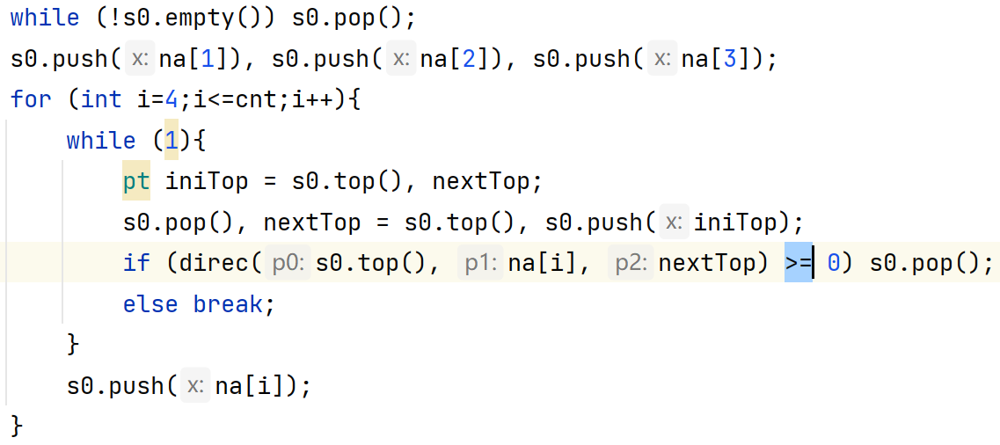 while (!s0.empty()) s0.pop();
s0.push( x: na[1]), s0.push( x: na[2]), s0.push( x: na[3]);
for (int i=4;i<=cnt;i++){
    while (1){
        pt iniTop = s0.top(), nextTop;
        s0.pop(), nextTop = s0.top(), s0.push( x: iniTop);
        if (direc( p0: s0.top(), p1: na[i], p2: nextTop) >= 0) s0.pop();
        else break;
    }
    s0.push( x: na[i]);
}